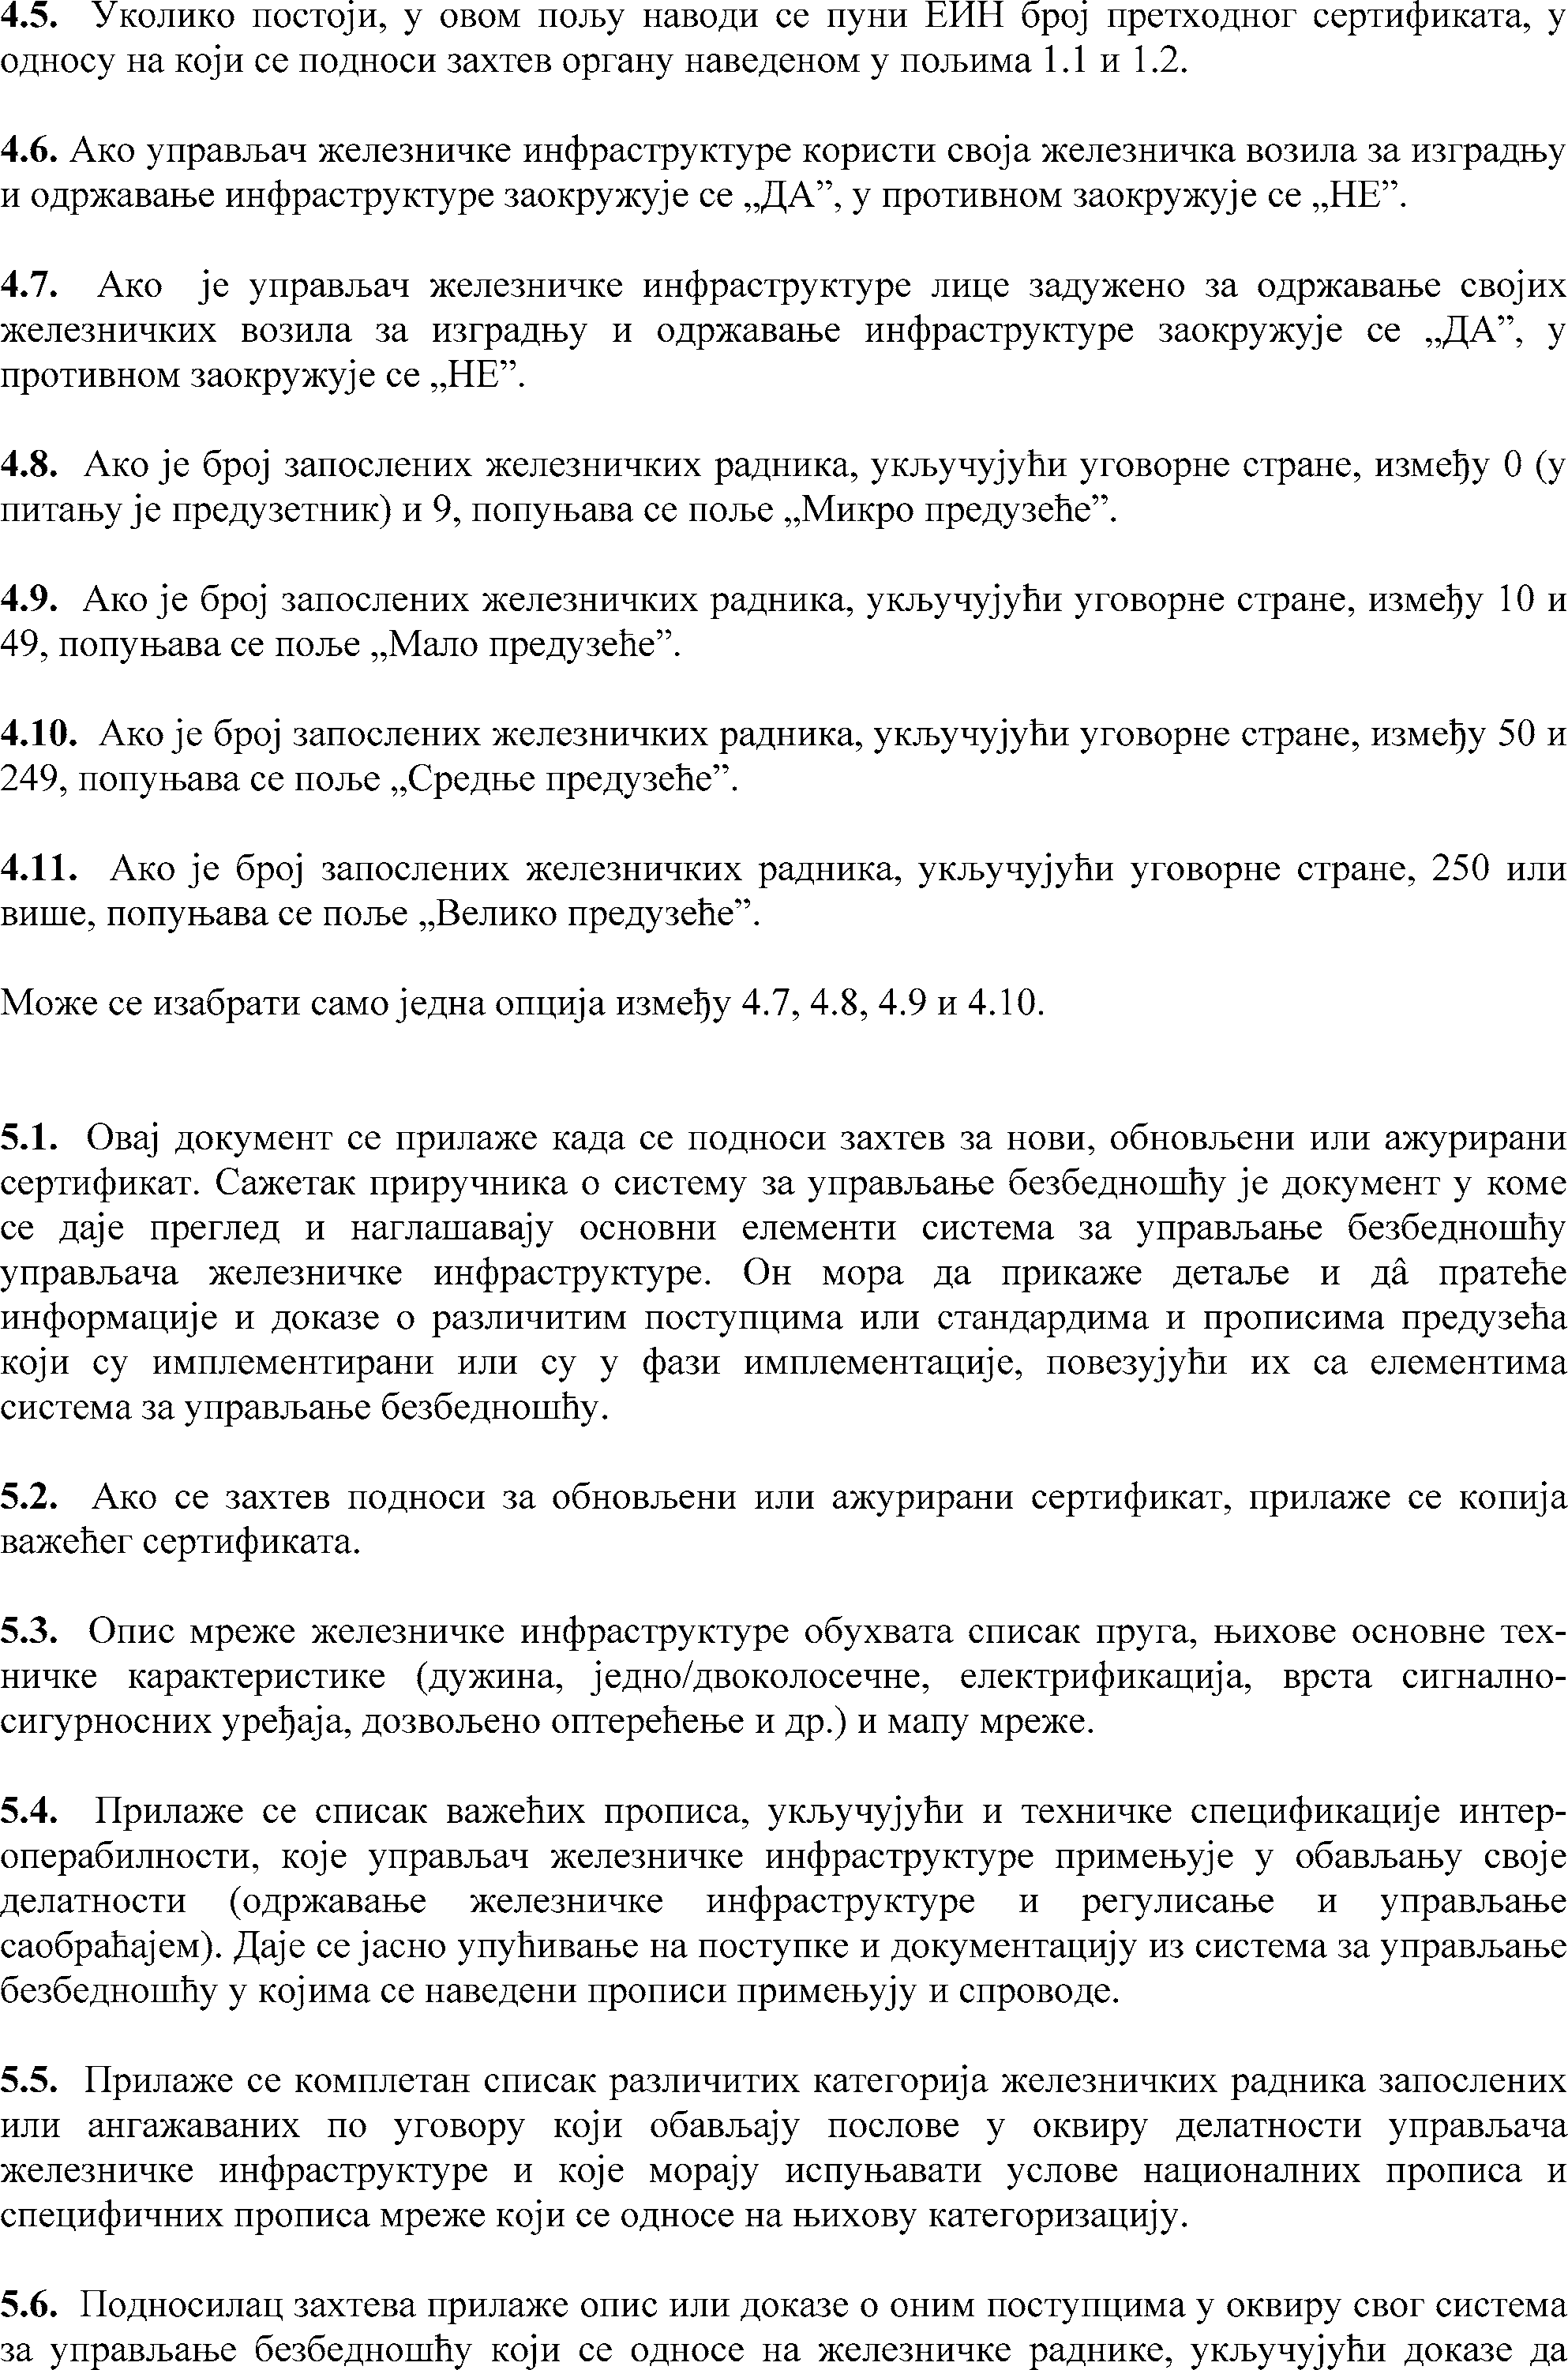 4.5. Уколико постоји, у овом пољу наводи се пуни ЕИН број претходног сертификата, у
односу на који се подноси захтев органу наведеном у пољима 1.1 и 1.2.
4.6. Ако управљач железничке инфраструктуре користи своја железничка возила за изградњу
и одржавање инфраструктуре заокружује се „ДА”, у противном заокружује се „НЕ”.
4.7. Ако је управљач железничке инфраструктуре лице задужено за одржавање својих
железничких возила за изградњу и одржавање инфраструктуре заокружује се „ДА”, у
противном заокружује се „НЕ”.
4.8. Ако је број запослених железничких радника, укључујући уговорне стране, између 0 (у
питању је предузетник) и 9, попуњава се поље „Микро предузеће”.
4.9. Ако је број запослених железничких радника, укључујући уговорне стране, између 10 и
49, попуњава се поље „Мало предузеће”.
4.10. Ако је број запослених железничких радника, укључујући уговорне стране, између 50 и
249, попуњава се поље „Средње предузеће”.
4.11. Ако је број запослених железничких радника, укључујући уговорне стране, 250 или
више, попуњава се поље „Велико предузеће”.
Може се изабрати само једна опција између 4.7, 4.8, 4.9 и 4.10.
5.1. Овај документ се прилаже када се подноси захтев за нови, обновљени или ажурирани
сертификат. Сажетак приручника о систему за управљање безбедношћу је документ у коме
се даје преглед и наглашавају основни елементи система за управљање безбедношћу
управљача железничке инфраструктуре. Он мора да прикаже детаље и дâ пратеће
информације и доказе о различитим поступцима или стандардима и прописима предузећа
који су имплементирани или су у фази имплементације, повезујући их са елементима
система за управљање безбедношћу.
5.2. Ако се захтев подноси за обновљени или ажурирани сертификат, прилаже се копија
важећег сертификата.
5.3. Опис мреже железничке инфраструктуре обухвата списак пруга, њихове основне тех-
ничке карактеристике (дужина, једно/двоколосечне, електрификација, врста сигнално-
сигурносних уређаја, дозвољено оптерећење и др.) и мапу мреже.
5.4. Прилаже се списак важећих прописа, укључујући и техничке спецификације интер-
операбилности, које управљач железничке инфраструктуре примењује у обављању своје
делатности (одржавање железничке инфраструктуре и регулисање и управљање
саобраћајем). Даје се јасно упућивање на поступке и документацију из система за управљање
безбедношћу у којима се наведени прописи примењују и спроводе.
5.5. Прилаже се комплетан списак различитих категорија железничких радника запослених
или ангажаваних по уговору који обављају послове у оквиру делатности управљача
железничке инфраструктуре и које морају испуњавати услове националних прописа и
специфичних прописа мреже који се односе на њихову категоризацију.
5.6. Подносилац захтева прилаже опис или доказе о оним поступцима у оквиру свог система
за управљање безбедношћу који се односе на железничке раднике, укључујући доказе да